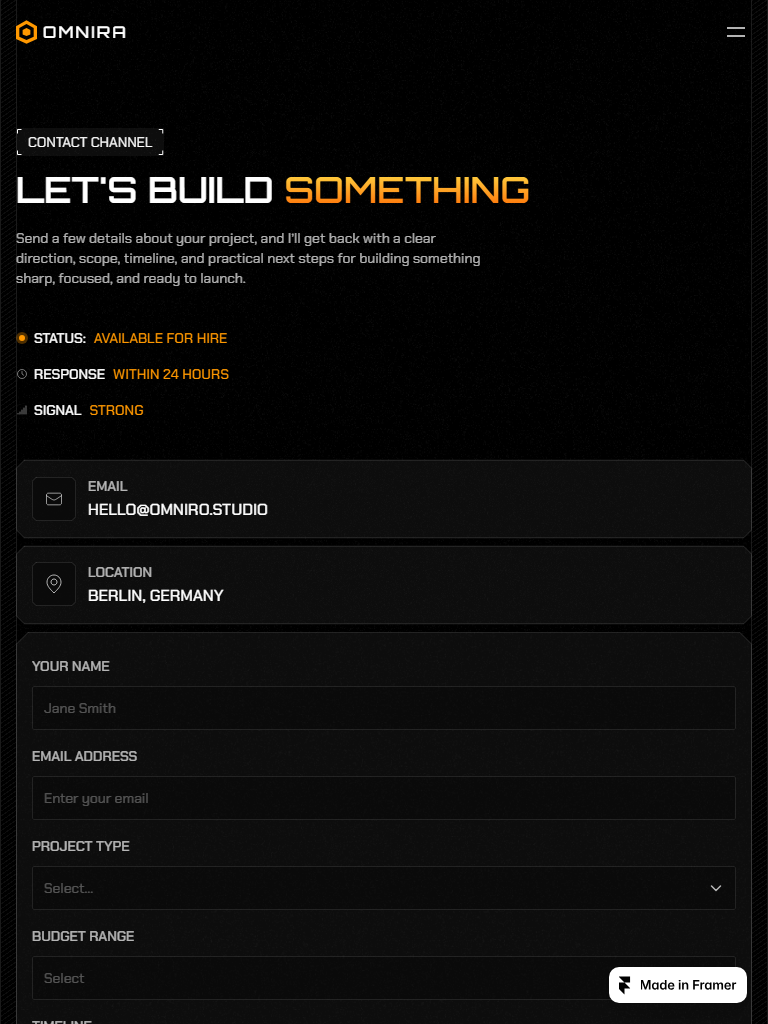 OMNIRA
CONTACT CHANNEL
LET'S BUILD SOMETHING
Send a few details about your project, and I'll get back with a clear
direction, scope, timeline, and practical next steps for building something
sharp, focused, and ready to launch.
STATUS: AVAILABLE FOR HIRE
RESPONSE WITHIN 24 HOURS
SIGNAL STRONG
EMAIL
HELLO@OMNIRO.STUDIO
LOCATION
BERLIN, GERMANY
YOUR NAME
Jane Smith
EMAIL ADDRESS
Enter your email
PROJECT TYPE
Select...
BUDGET RANGE
Select
Made in Framer
TIMELINE